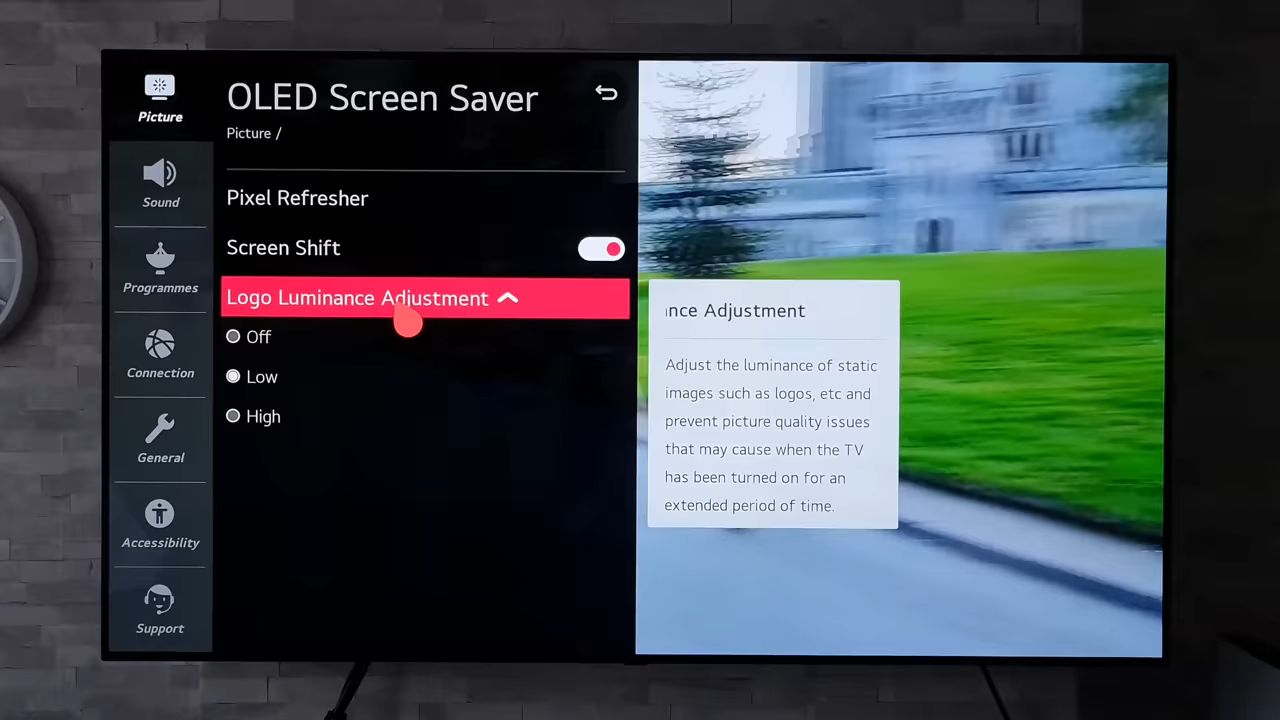 Picture
OLED Screen Saver
Picture /
Sound
Pixel Refresher
Screen Shift
Programmes
Logo Luminance Adjustment
Off
Low
High
Connection
General
Accessibility
Support
nce Adjustment
Adjust the luminance of static
images such as logos, etc and
prevent picture quality issues
that may cause when the TV
has been turned on for an
extended period of time.